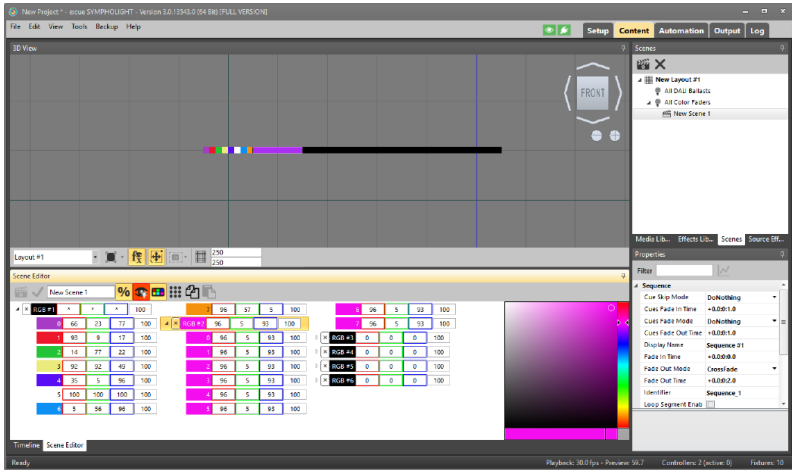 New Project * - ecue SYMPHOLIGHT - Version 3.0.13543.0 (64 Bit) [FULL VERSION]
File Edit View Tools Backup Help
Setup Content Automation Output Log
3D View
Scenes
FRONT
New Layout #1
All DALI Ballasts
All Color Faders
New Scene 1
Layout #1
250
250
Media Lib... Effects Lib... Scenes Source Eff...
Scene Editor
Properties
New Scene 1
%
Filter
RGB #1 * * * 100
0 66 23 77 100
1 93 9 17 100
2 14 77 22 100
3 92 92 49 100
4 35 5 96 100
5 100 100 100 100
6 5 56 96 100
7 96 57 5 100
RGB #2 96 5 93 100
0 96 5 93 100
1 96 5 93 100
2 96 5 93 100
3 96 5 93 100
4 96 5 93 100
5 96 5 93 100
6 96 5 93 100
7 96 5 93 100
RGB #3 0 0 0 100
RGB #4 0 0 0 100
RGB #5 0 0 0 100
RGB #6 0 0 0 100
Sequence
Cue Skip Mode DoNothing
Cues Fade In Time +0.0:0:1.0
Cues Fade Mode DoNothing
Cues Fade Out Time +0.0:0:1.0
Display Name Sequence #1
Fade In Time +0.0:0:0.0
Fade Out Mode CrossFade
Fade Out Time +0.0:0:2.0
Identifier Sequence_1
Loop Segment Enab
Timeline Scene Editor
Ready
Playback: 30.0 fps - Preview: 59.7 Controllers: 2 (active: 0) Fixtures: 10